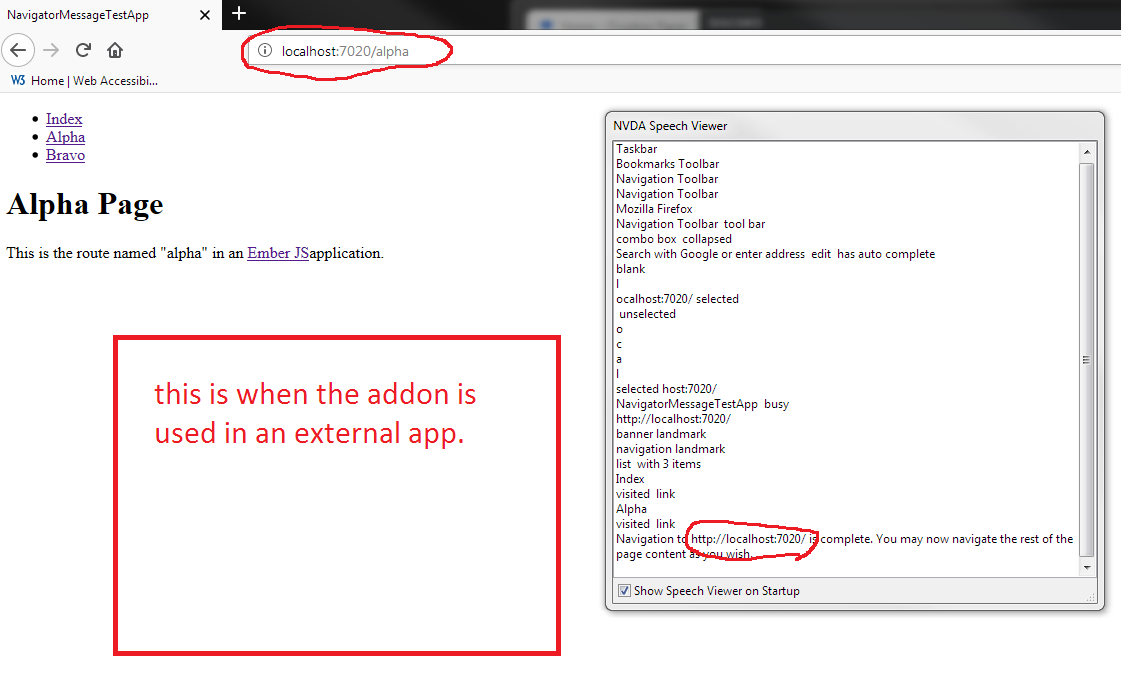 NavigatorMessageTestApp
localhost:7020/alpha
W3 Home | Web Accessibi...
Index
Alpha
Bravo
Alpha Page
This is the route named "alpha" in an Ember JSapplication.
this is when the addon is
used in an external app.
NVDA Speech Viewer
Taskbar
Bookmarks Toolbar
Navigation Toolbar
Navigation Toolbar
Mozilla Firefox
Navigation Toolbar tool bar
combo box collapsed
Search with Google or enter address edit has auto complete
blank
l
ocalhost:7020/ selected
unselected
o
c
a
l
selected host:7020/
NavigatorMessageTestApp busy
http://localhost:7020/
banner landmark
navigation landmark
list with 3 items
Index
visited link
Alpha
visited link
Navigation to http://localhost:7020/ is complete. You may now navigate the rest of the
page content as you wish.
Show Speech Viewer on Startup